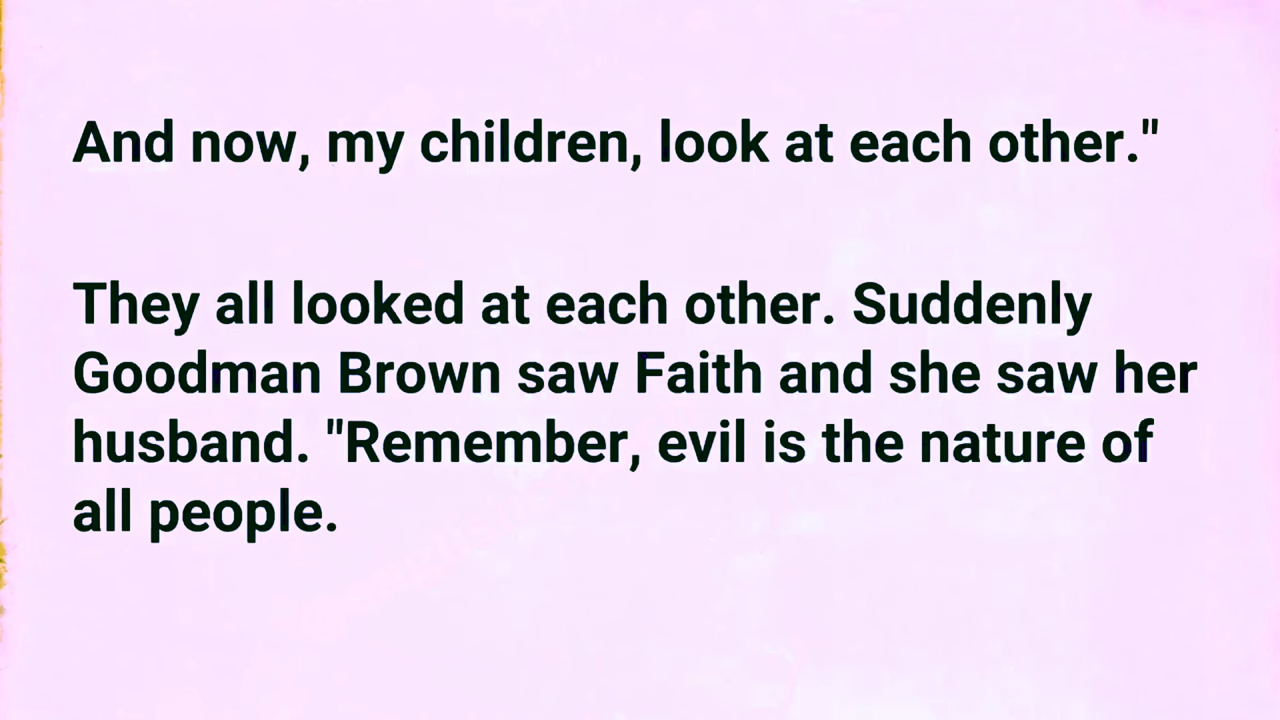 And now, my children, look at each other."
They all looked at each other. Suddenly
Goodman Brown saw Faith and she saw her
husband. "Remember, evil is the nature of
all people.